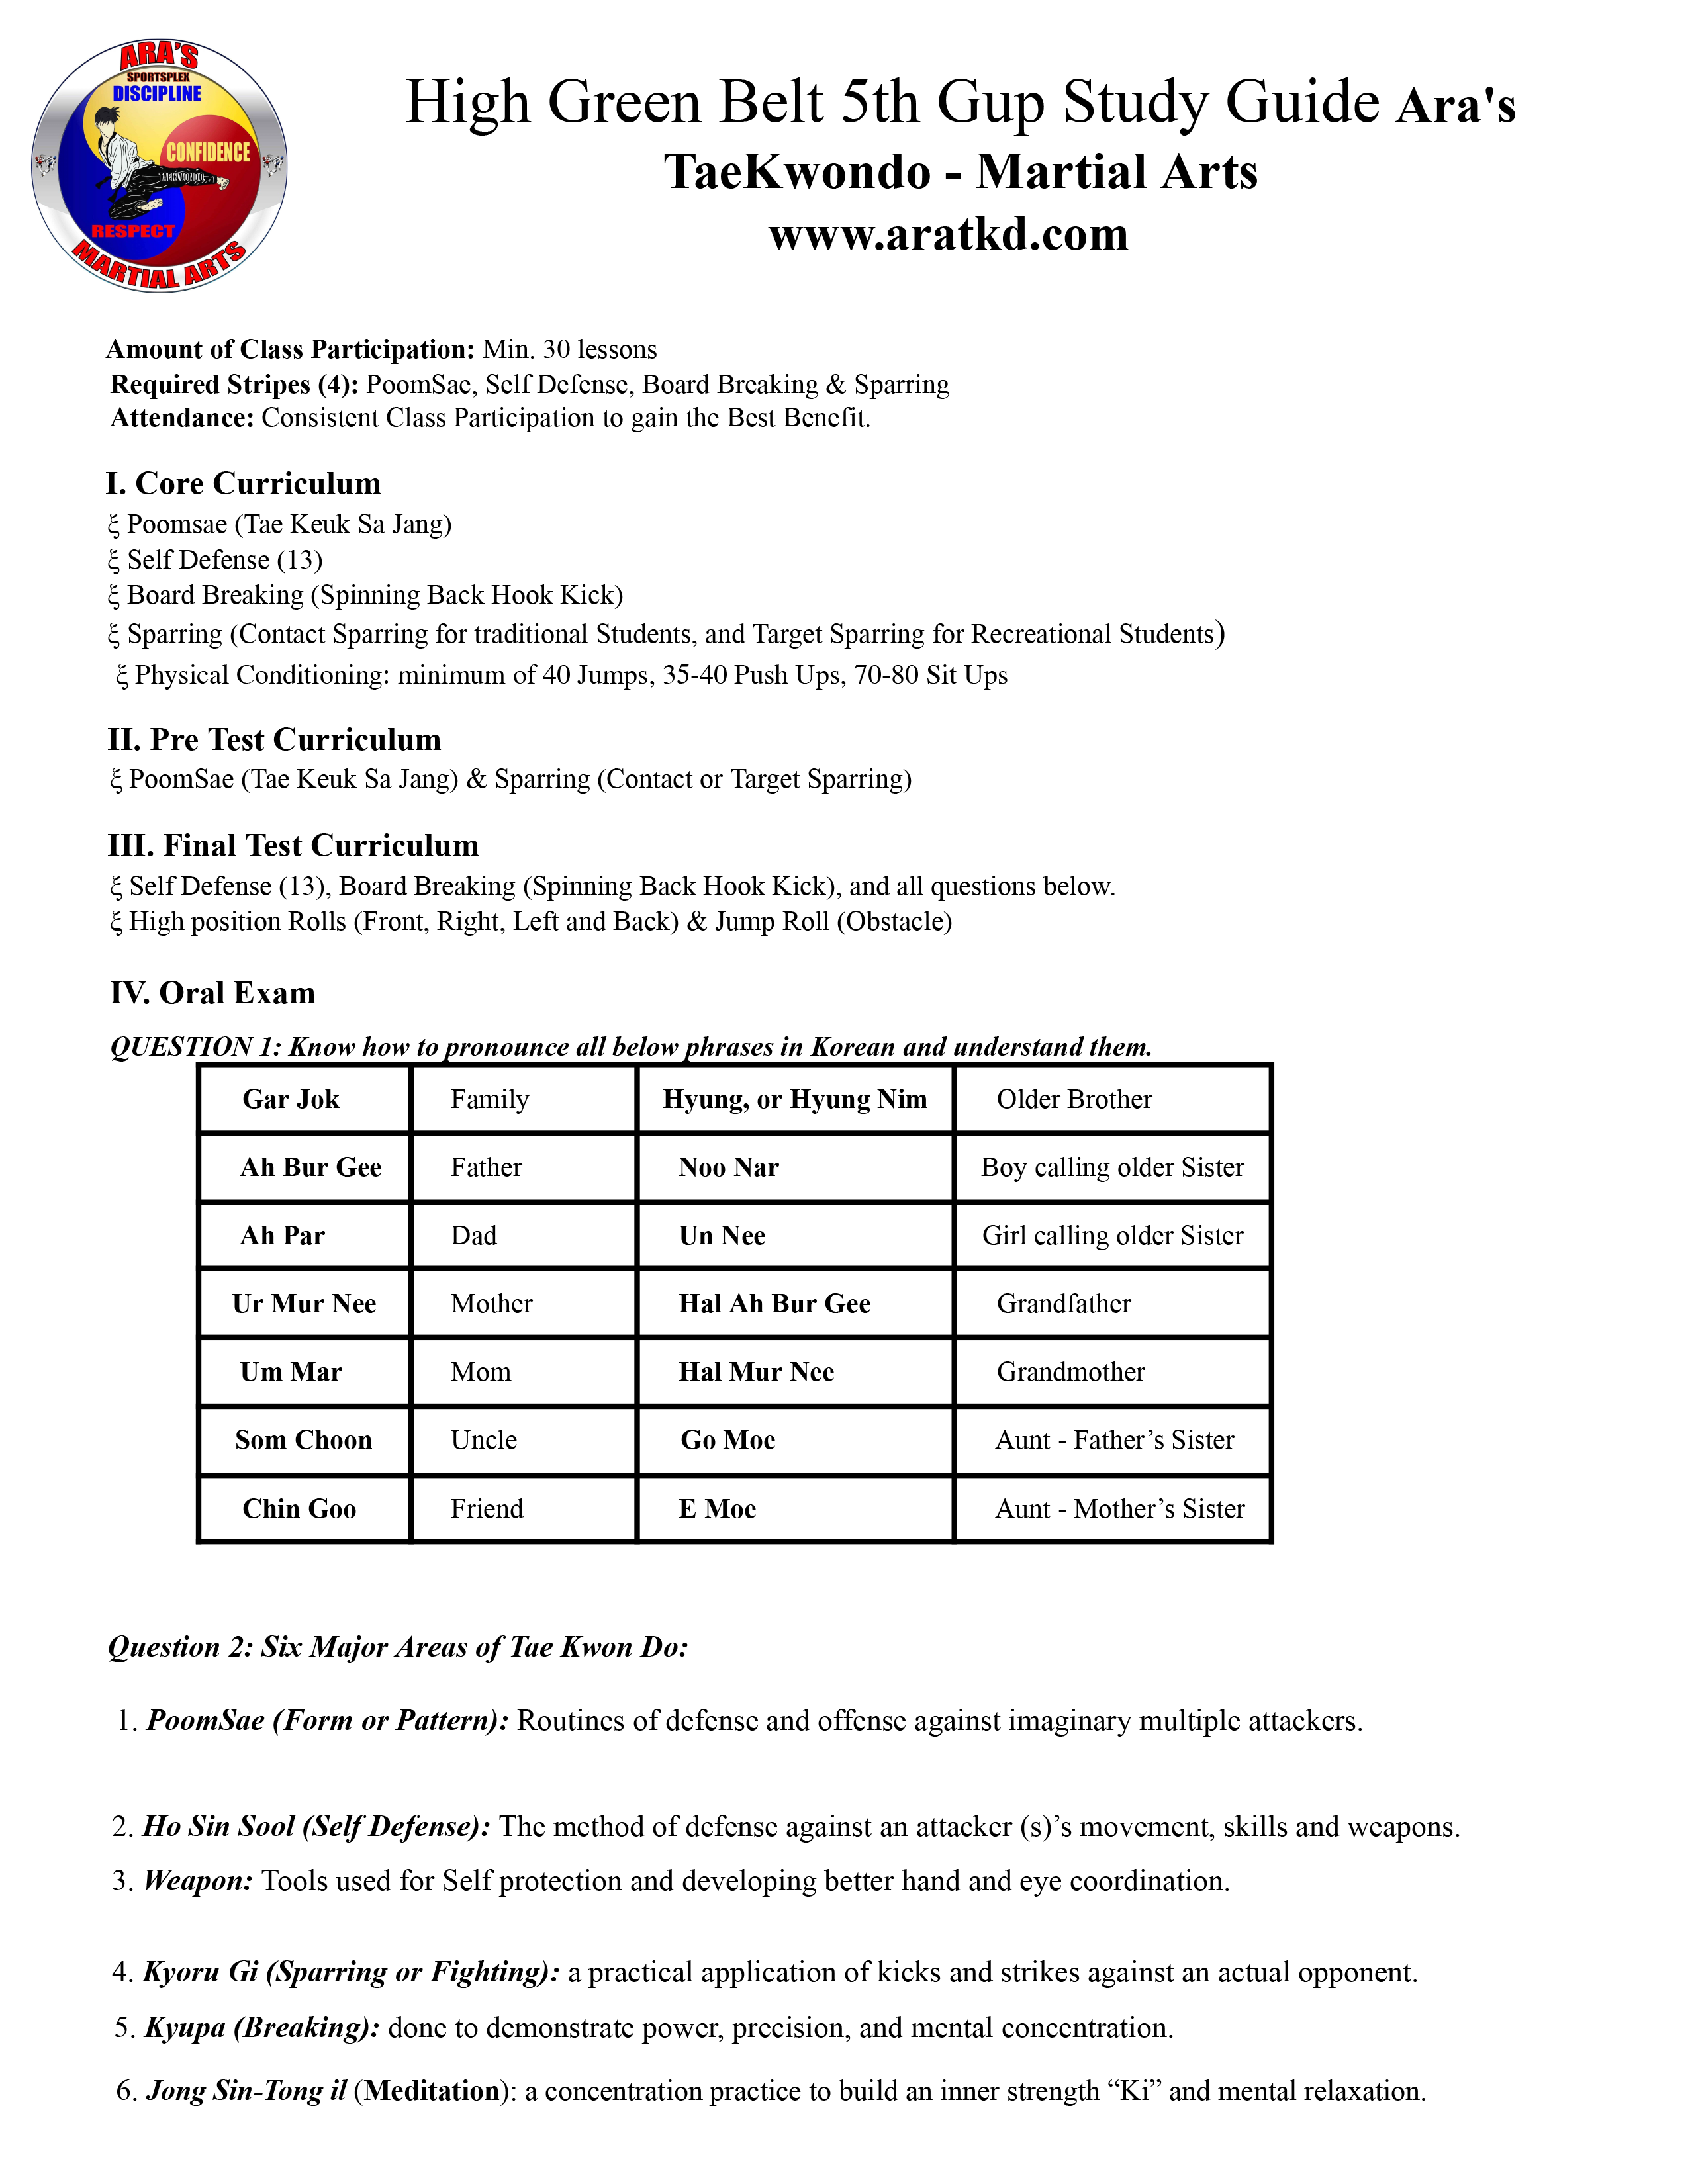 ARA'S
SPORTSPLEX
DISCIPLINE
CONFIDENCE
TAEKWONDO
RESPECT
MARTIAL ARTS
High Green Belt 5th Gup Study Guide Ara's
TaeKwondo - Martial Arts
www.aratkd.com
Amount of Class Participation: Min. 30 lessons
Required Stripes (4): PoomSae, Self Defense, Board Breaking & Sparring
Attendance: Consistent Class Participation to gain the Best Benefit.
I. Core Curriculum
ξ Poomsae (Tae Keuk Sa Jang)
ξ Self Defense (13)
ξ Board Breaking (Spinning Back Hook Kick)
ξ Sparring (Contact Sparring for traditional Students, and Target Sparring for Recreational Students)
ξ Physical Conditioning: minimum of 40 Jumps, 35-40 Push Ups, 70-80 Sit Ups
II. Pre Test Curriculum
ξ PoomSae (Tae Keuk Sa Jang) & Sparring (Contact or Target Sparring)
III. Final Test Curriculum
ξ Self Defense (13), Board Breaking (Spinning Back Hook Kick), and all questions below.
ξ High position Rolls (Front, Right, Left and Back) & Jump Roll (Obstacle)
IV. Oral Exam
QUESTION 1: Know how to pronounce all below phrases in Korean and understand them.
Gar Jok Family Hyung, or Hyung Nim Older Brother
Ah Bur Gee Father Noo Nar Boy calling older Sister
Ah Par Dad Un Nee Girl calling older Sister
Ur Mur Nee Mother Hal Ah Bur Gee Grandfather
Um Mar Mom Hal Mur Nee Grandmother
Som Choon Uncle Go Moe Aunt - Father’s Sister
Chin Goo Friend E Moe Aunt - Mother’s Sister
Question 2: Six Major Areas of Tae Kwon Do:
1. PoomSae (Form or Pattern): Routines of defense and offense against imaginary multiple attackers.
2. Ho Sin Sool (Self Defense): The method of defense against an attacker (s)’s movement, skills and weapons.
3. Weapon: Tools used for Self protection and developing better hand and eye coordination.
4. Kyoru Gi (Sparring or Fighting): a practical application of kicks and strikes against an actual opponent.
5. Kyupa (Breaking): done to demonstrate power, precision, and mental concentration.
6. Jong Sin-Tong il (Meditation): a concentration practice to build an inner strength “Ki” and mental relaxation.